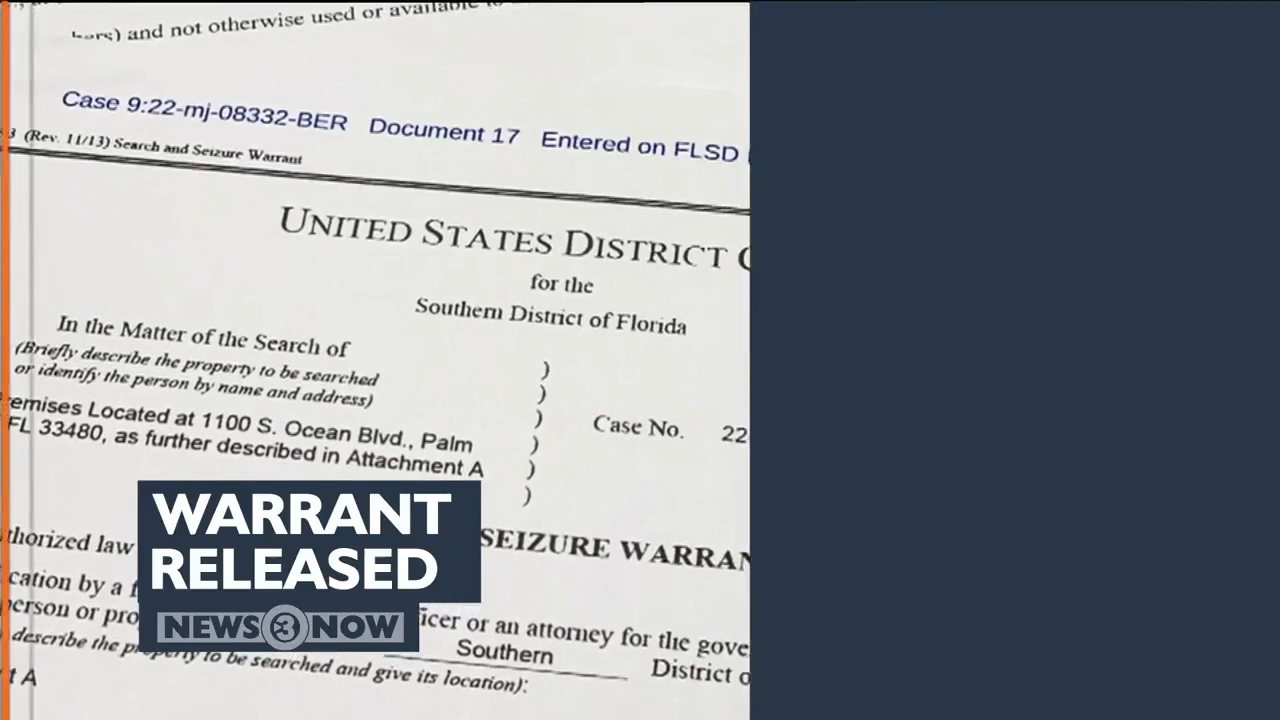 and not otherwise used or available to
Case 9:22-mj-08332-BER Document 17 Entered on FLSD
3 (Rev. 11/13) Search and Seizure Warrant
UNITED STATES DISTRICT C
for the
Southern District of Florida
In the Matter of the Search of
(Briefly describe the property to be searched
or identify the person by name and address)
emises Located at 1100 S. Ocean Blvd., Palm
FL 33480, as further described in Attachment A
)
)
)
)
)
)
Case No. 22
SEIZURE WARRAN
thorized law
cation by a f
ficer or an attorney for the gove
person or pro
Southern District o
describe the property to be searched and give its location):
t A
WARRANT
RELEASED
NEWS 3 NOW